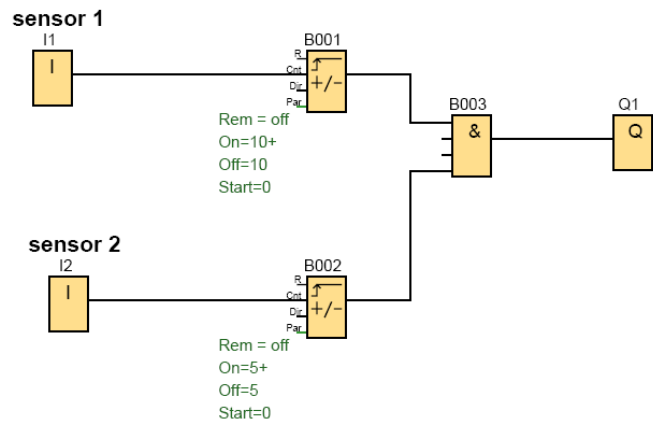 sensor 1
I1
I
B001
R
Cnt
Dir
Par
+/-
Rem = off
On=10+
Off=10
Start=0
B003
&
Q1
Q
sensor 2
I2
I
B002
R
Cnt
Dir
Par
+/-
Rem = off
On=5+
Off=5
Start=0